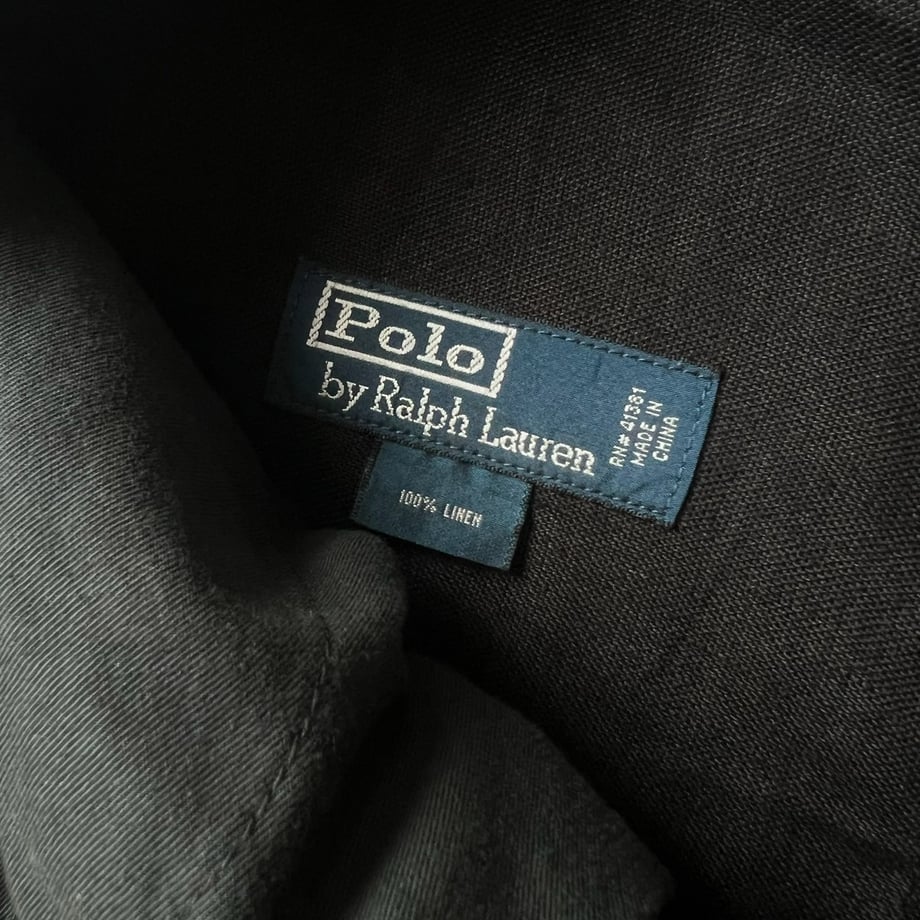 Polo
by Ralph Lauren
RN# 41381
MADE IN
CHINA
100% LINEN